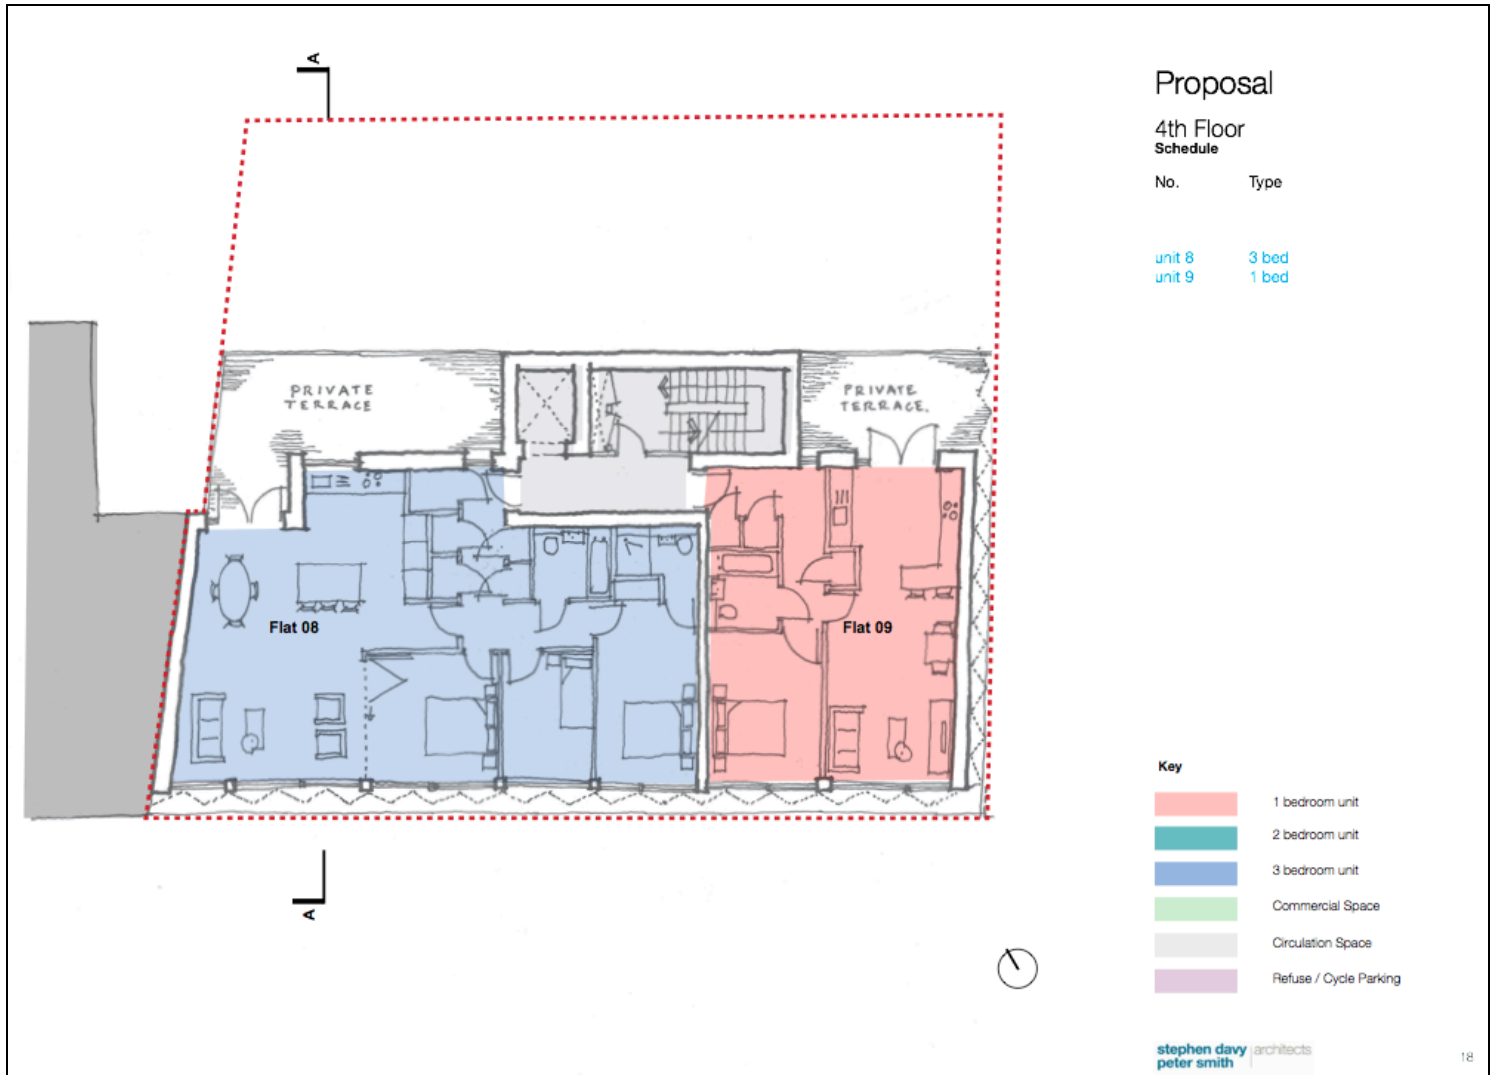 A
Proposal
4th Floor
Schedule
No. Type
unit 8 3 bed
unit 9 1 bed
PRIVATE
TERRACE
PRIVATE
TERRACE.
Flat 08
Flat 09
Key
1 bedroom unit
2 bedroom unit
3 bedroom unit
Commercial Space
Circulation Space
Refuse / Cycle Parking
A
stephen davy architects
peter smith
18